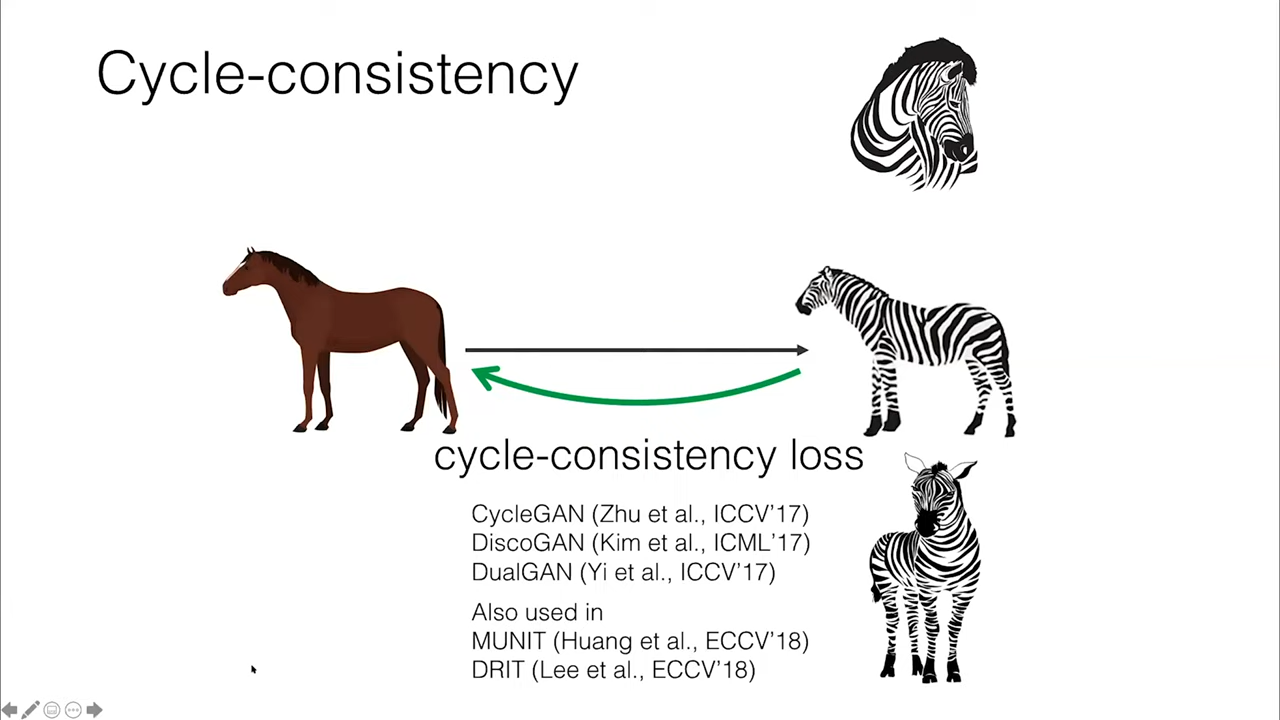 Cycle-consistency
cycle-consistency loss
CycleGAN (Zhu et al., ICCV’17)
DiscoGAN (Kim et al., ICML’17)
DualGAN (Yi et al., ICCV’17)
Also used in
MUNIT (Huang et al., ECCV’18)
DRIT (Lee et al., ECCV’18)